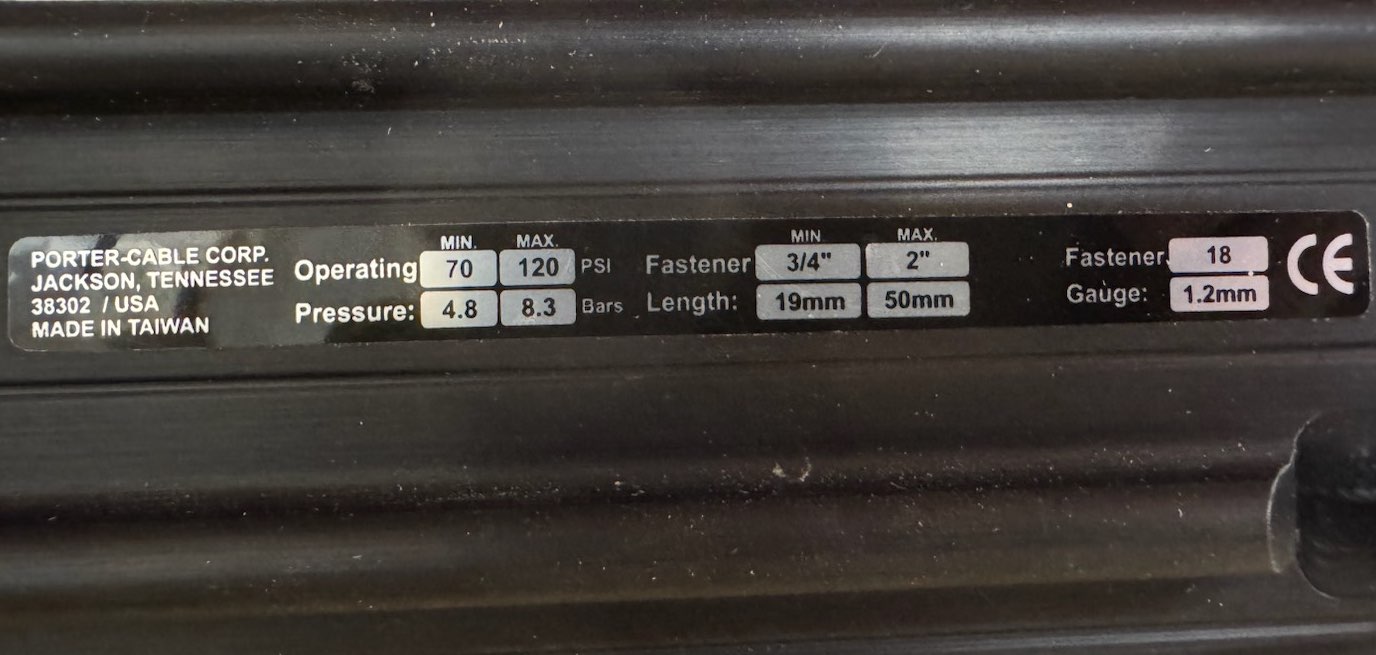 PORTER-CABLE CORP.
JACKSON, TENNESSEE
38302 / USA
MADE IN TAIWAN
MIN. MAX.
Operating 70 120 PSI
Pressure: 4.8 8.3 Bars
MIN MAX.
Fastener 3/4" 2"
Length: 19mm 50mm
Fastener 18
Gauge: 1.2mm
CE